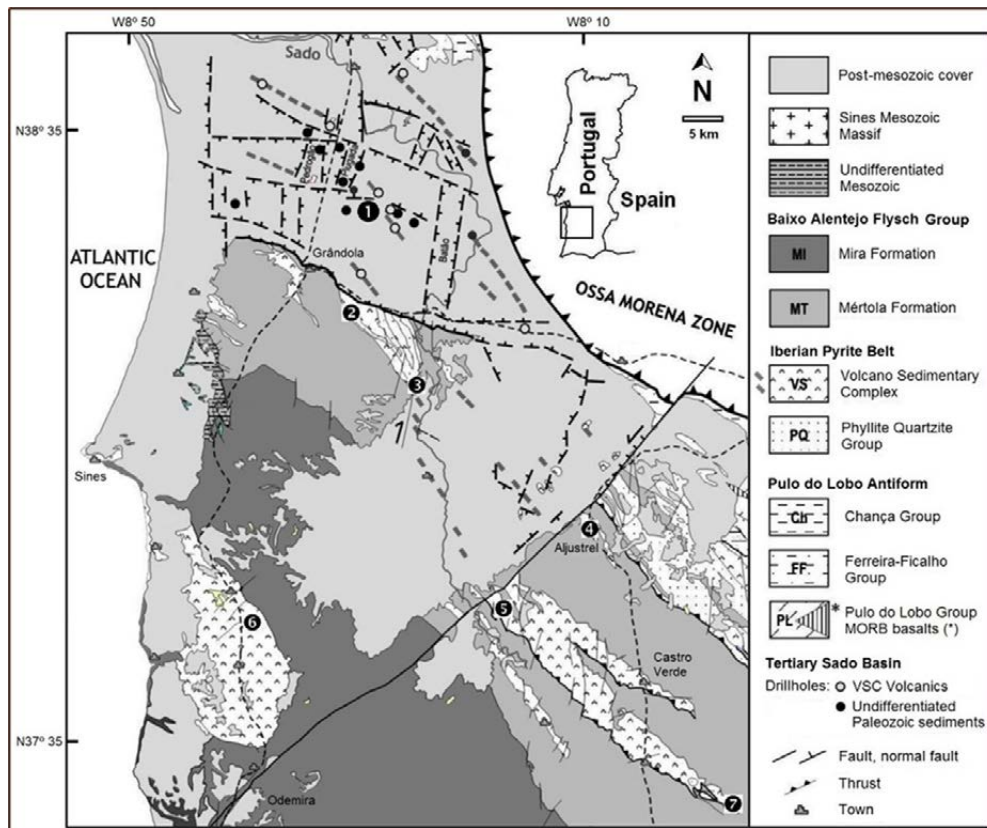 W8° 50
W8° 10
Sado
N38° 35
N
5 km
Portugal
Spain
Pedrogão
1
Batão
ATLANTIC
OCEAN
Grândola
OSSA MORENA ZONE
2
3
Sines
4
Aljustrel
5
6
Castro
Verde
N37° 35
Odemira
7
Post-mesozoic cover
Sines Mesozoic
Massif
Undifferentiated
Mesozoic
Baixo Alentejo Flysch Group
MI
Mira Formation
MT
Mértola Formation
Iberian Pyrite Belt
VS
Volcano Sedimentary
Complex
PQ
Phyllite Quartzite
Group
Pulo do Lobo Antiform
Ch
Chança Group
FF
Ferreira-Ficalho
Group
PL
* Pulo do Lobo Group
MORB basalts (*)
Tertiary Sado Basin
Drillholes: VSC Volcanics
Undifferentiated
Paleozoic sediments
Fault, normal fault
Thrust
Town